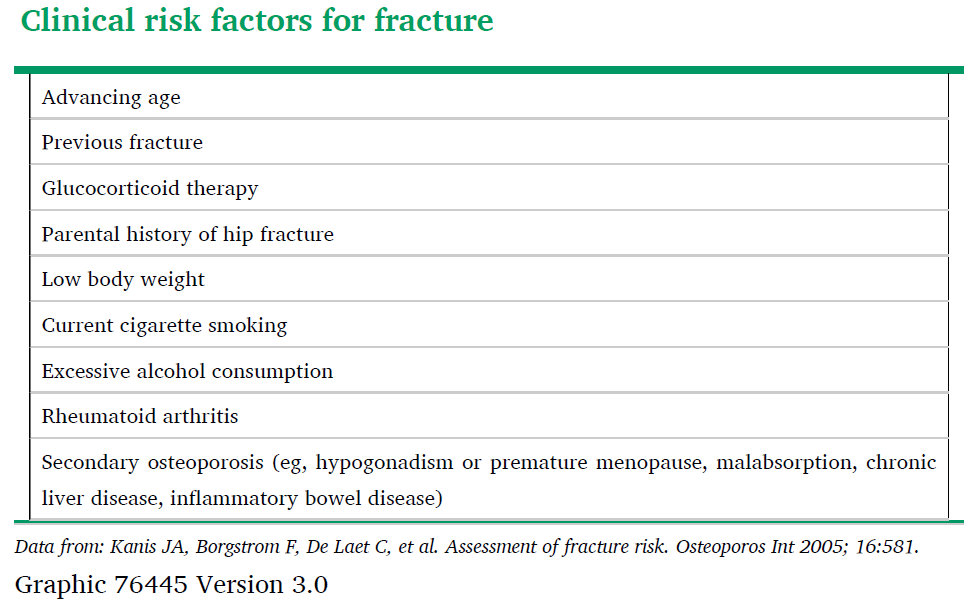 Clinical risk factors for fracture
Advancing age
Previous fracture
Glucocorticoid therapy
Parental history of hip fracture
Low body weight
Current cigarette smoking
Excessive alcohol consumption
Rheumatoid arthritis
Secondary osteoporosis (eg, hypogonadism or premature menopause, malabsorption, chronic
liver disease, inflammatory bowel disease)
Data from: Kanis JA, Borgstrom F, De Laet C, et al. Assessment of fracture risk. Osteoporos Int 2005; 16:581.
Graphic 76445 Version 3.0